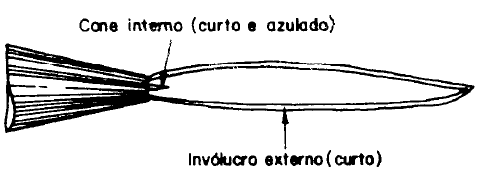 Cone interno (curto e azulado)
Invólucro externo (curto)